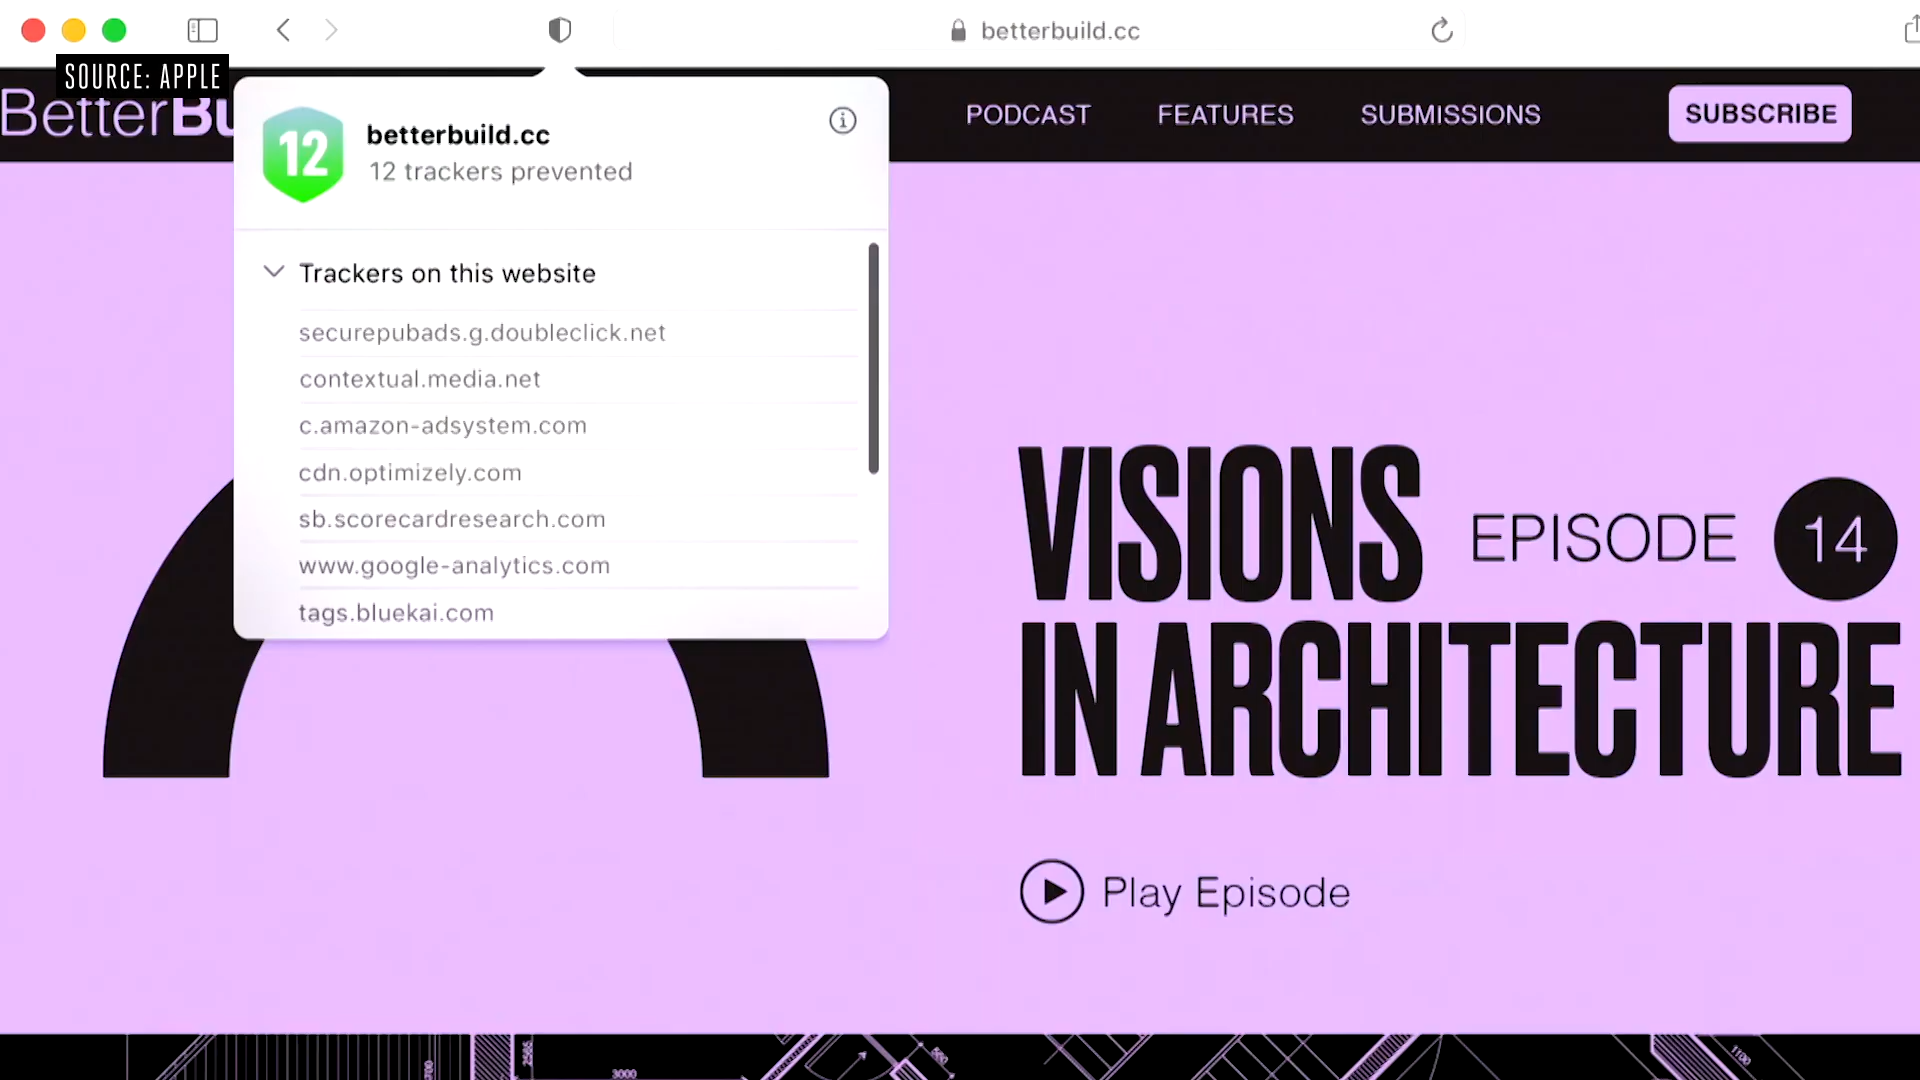 betterbuild.cc
SOURCE: APPLE
BetterBu
PODCAST FEATURES SUBMISSIONS SUBSCRIBE
12
betterbuild.cc
12 trackers prevented
Trackers on this website
securepubads.g.doubleclick.net
contextual.media.net
c.amazon-adsystem.com
cdn.optimizely.com
sb.scorecardresearch.com
www.google-analytics.com
tags.bluekai.com
VISIONS EPISODE 14
IN ARCHITECTURE
Play Episode
3000
1100